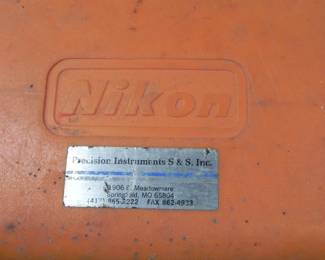 Nikon
Precision Instruments S & S, Inc.
1906 E. Meadowmere
Springfield, MO 65804
(417) 865-2222 FAX 862-4933